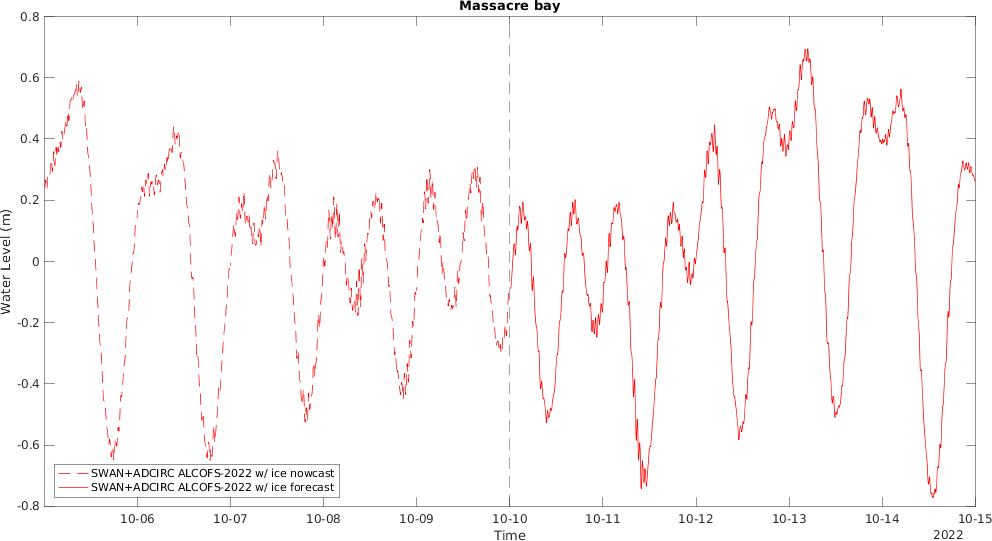 Massacre bay
0.8
0.6
0.4
0.2
0
-0.2
-0.4
-0.6
-0.8
Water Level (m)
SWAN+ADCIRC ALCOFS-2022 w/ ice nowcast
SWAN+ADCIRC ALCOFS-2022 w/ ice forecast
10-06 10-07 10-08 10-09 10-10 10-11 10-12 10-13 10-14 10-15
Time
2022